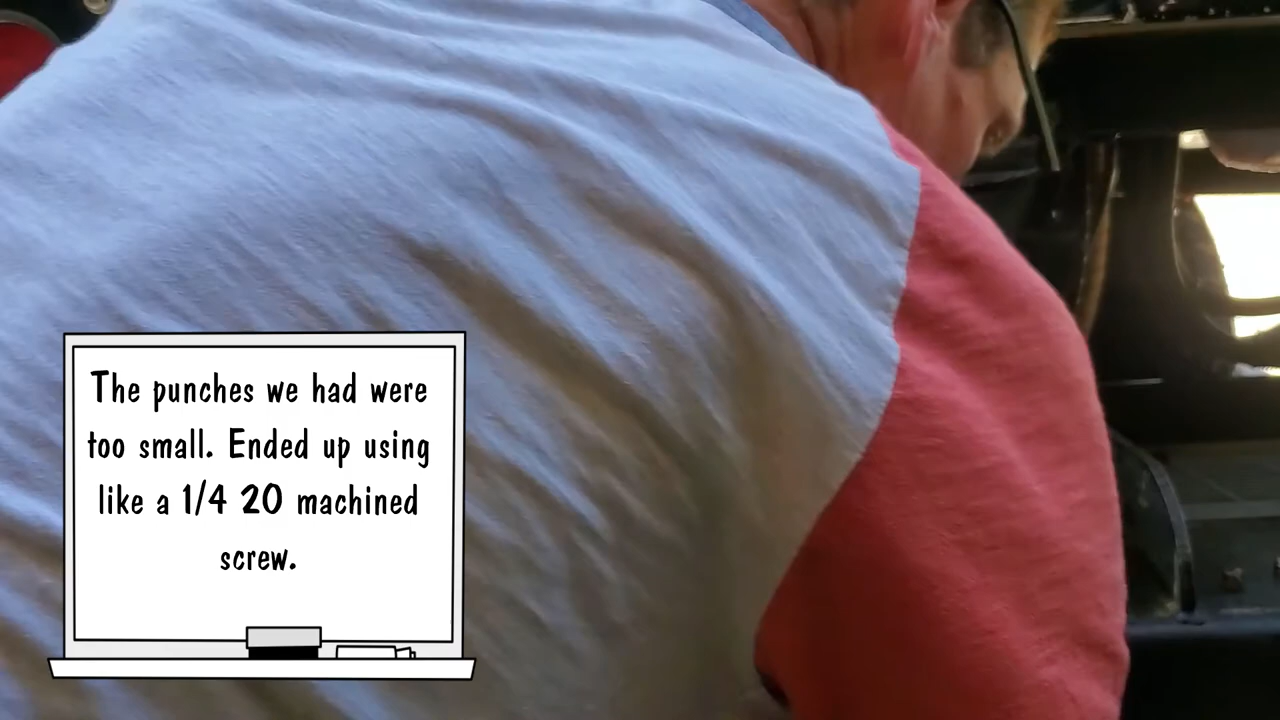 The punches we had were
too small. Ended up using
like a 1/4 20 machined
screw.